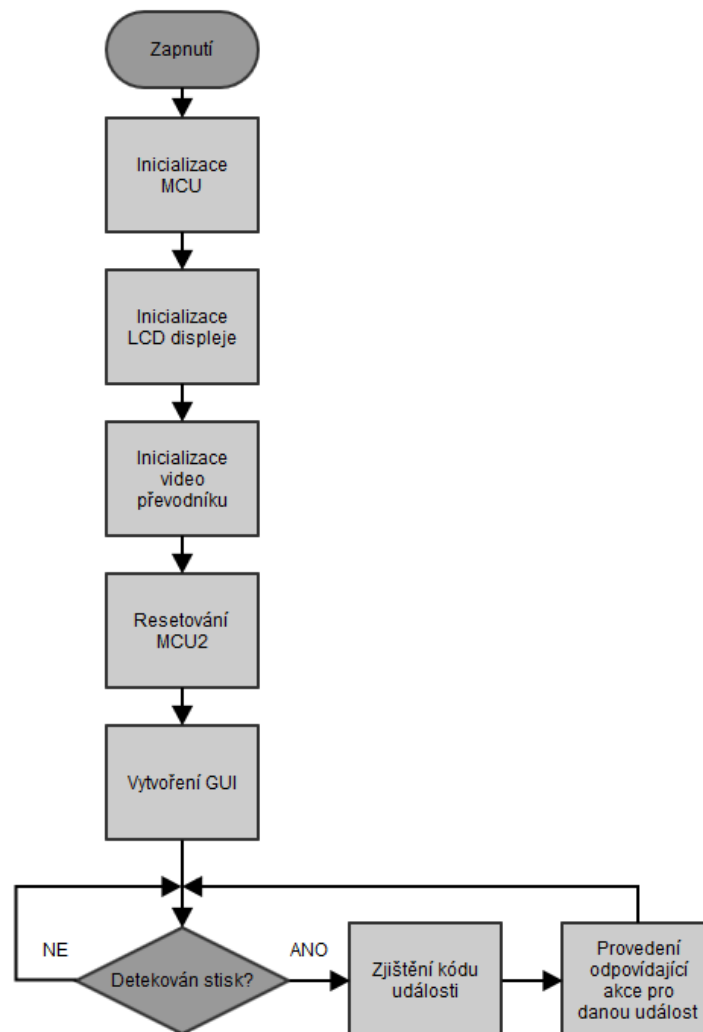 Zapnutí
Inicializace
MCU
Inicializace
LCD displeje
Inicializace
video
převodníku
Resetování
MCU2
Vytvoření GUI
NE
Detekován stisk?
ANO
Zjištění kódu
události
Provedení
odpovídající
akce pro
danou událost